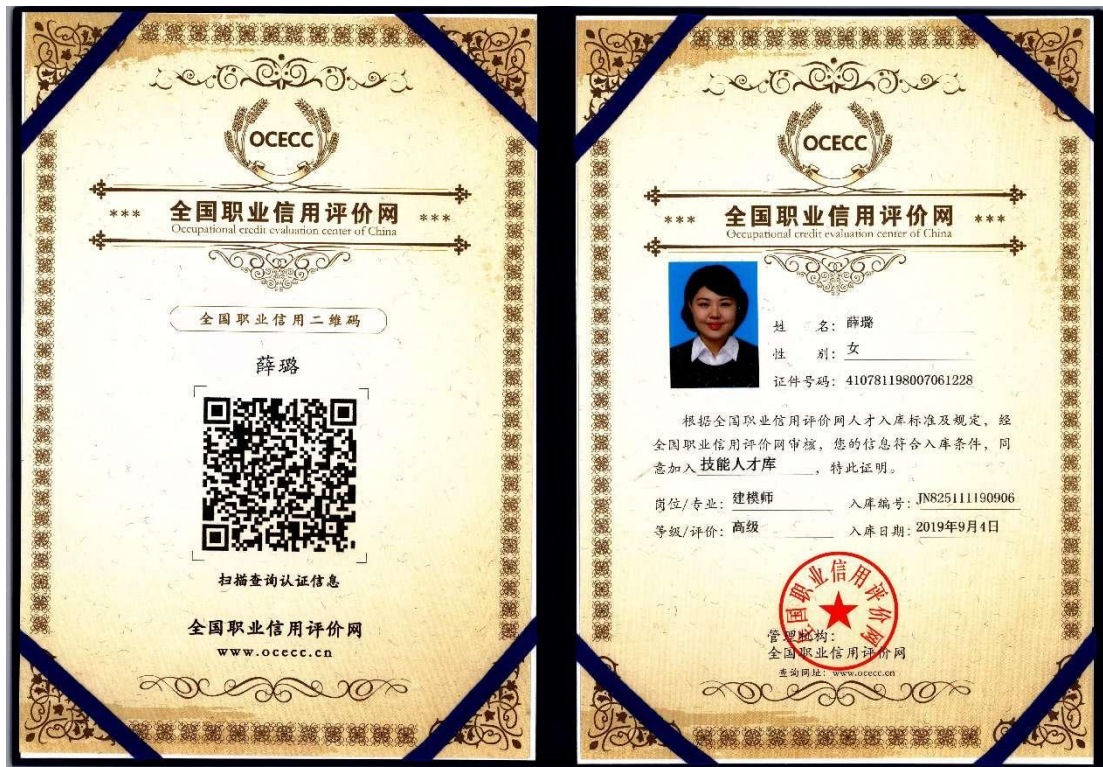 OCECC
*** 全国职业信用评价网 ***
Occupational credit evaluation center of China
全国职业信用二维码
薛璐
扫描查询认证信息
全国职业信用评价网
www.ocecc.cn
OCECC
*** 全国职业信用评价网 ***
Occupational credit evaluation center of China
姓 名: 薛璐
性 别: 女
证件号码: 410781198007061228
根据全国职业信用评价网人才入库标准及规定，经
全国职业信用评价网审核，您的信息符合入库条件，同
意加入 技能人才库 ，特此证明。
岗位/专业: 建模师 入库编号: JN825111190906
等级/评价: 高级 入库日期: 2019年9月4日
全国职业信用评价网
管理机构:
全国职业信用评价网
查询网址: www.ocecc.cn